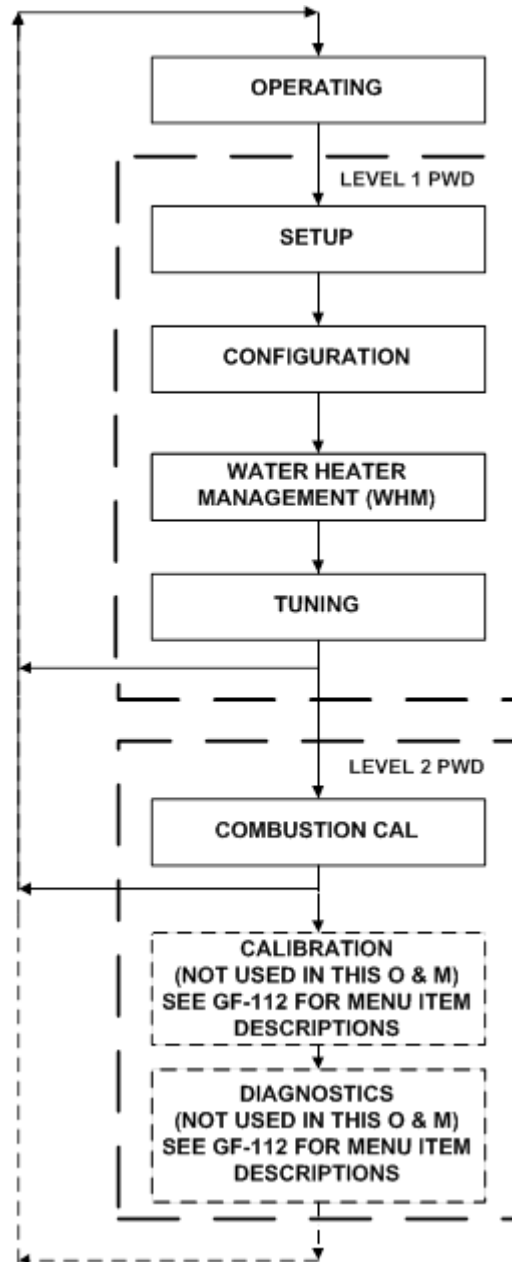 OPERATING
LEVEL 1 PWD
SETUP
CONFIGURATION
WATER HEATER
MANAGEMENT (WHM)
TUNING
LEVEL 2 PWD
COMBUSTION CAL
CALIBRATION
(NOT USED IN THIS O & M)
SEE GF-112 FOR MENU ITEM
DESCRIPTIONS
DIAGNOSTICS
(NOT USED IN THIS O & M)
SEE GF-112 FOR MENU ITEM
DESCRIPTIONS